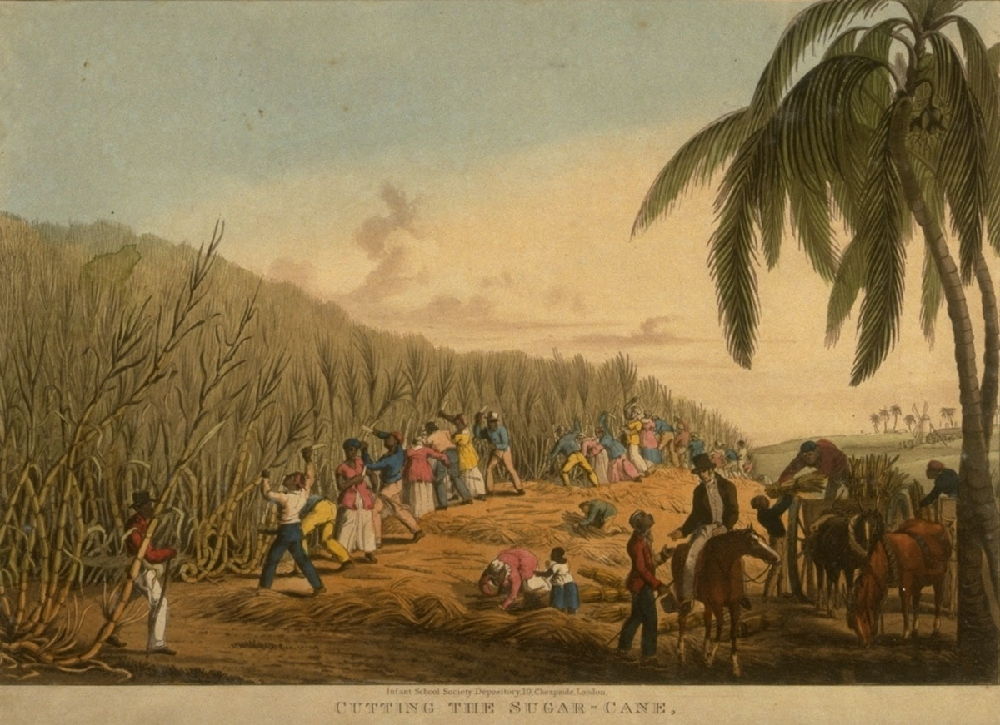 Infant School Society Depository, 19, Cheapside, London.
CUTTING THE SUGAR=CANE,